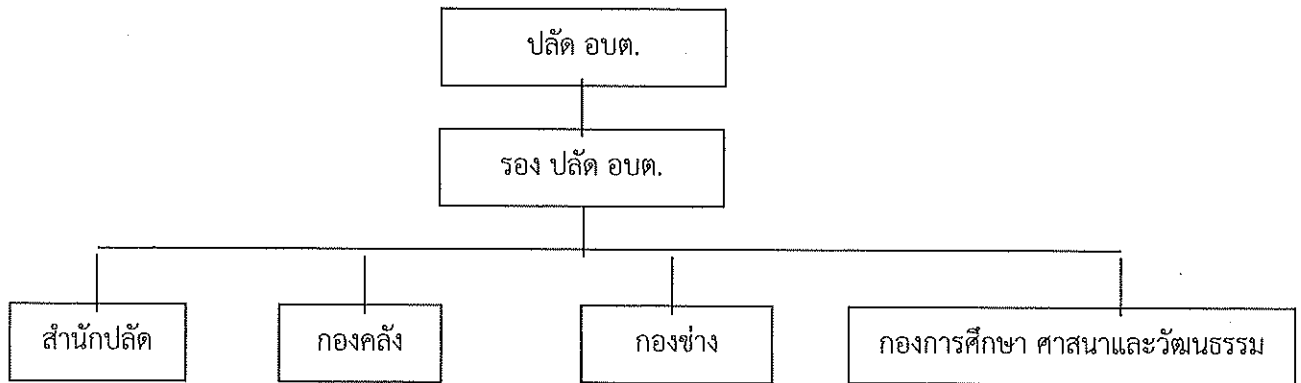 ปลัด อบต.
รอง ปลัด อบต.
สำนักปลัด
กองคลัง
กองช่าง
กองการศึกษา ศาสนาและวัฒนธรรม